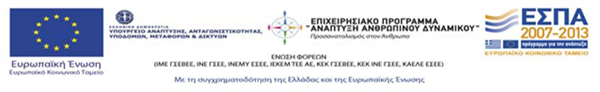 Ευρωπαϊκή Ένωση
Ευρωπαϊκό Κοινωνικό Ταμείο
ΕΛΛΗΝΙΚΗ ΔΗΜΟΚΡΑΤΙΑ
ΥΠΟΥΡΓΕΙΟ ΑΝΑΠΤΥΞΗΣ, ΑΝΤΑΓΩΝΙΣΤΙΚΟΤΗΤΑΣ,
ΥΠΟΔΟΜΩΝ, ΜΕΤΑΦΟΡΩΝ & ΔΙΚΤΥΩΝ
ΕΠΙΧΕΙΡΗΣΙΑΚΟ ΠΡΟΓΡΑΜΜΑ
"ΑΝΑΠΤΥΞΗ ΑΝΘΡΩΠΙΝΟΥ ΔΥΝΑΜΙΚΟΥ"
Προσανατολισμός στον Άνθρωπο
ΕΣΠΑ
2007-2013
πρόγραμμα για την ανάπτυξη
ΕΥΡΩΠΑΪΚΟ ΚΟΙΝΩΝΙΚΟ ΤΑΜΕΙΟ
ΕΝΩΣΗ ΦΟΡΕΩΝ
(ΙΜΕ ΓΣΕΒΕΕ, ΙΝΕ ΓΣΕΕ, ΙΝΕΜΥ ΕΣΕΕ, ΙΕΚΕΜ ΤΕΕ ΑΕ, ΚΕΚ ΓΣΕΒΕΕ, ΚΕΚ ΙΝΕ ΓΣΕΕ, ΚΑΕΛΕ ΕΣΕΕ)
Με τη συγχρηματοδότηση της Ελλάδας και της Ευρωπαϊκής Ένωσης